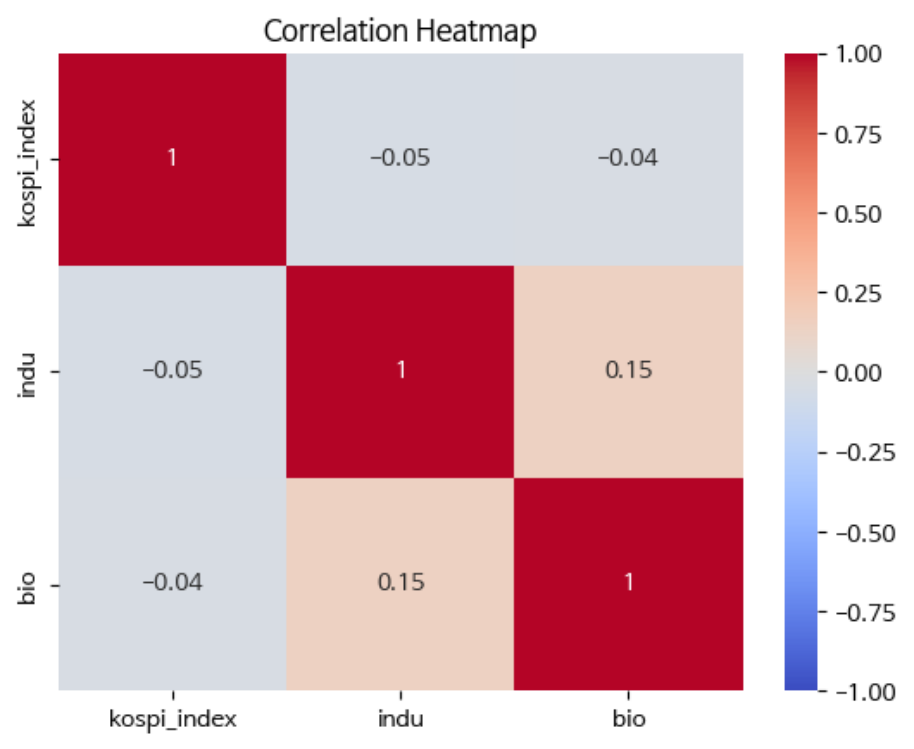 Correlation Heatmap
kospi_index
1
−0.05
−0.04
indu
−0.05
1
0.15
bio
−0.04
0.15
1
kospi_index
indu
bio
1.00
0.75
0.50
0.25
0.00
−0.25
−0.50
−0.75
−1.00